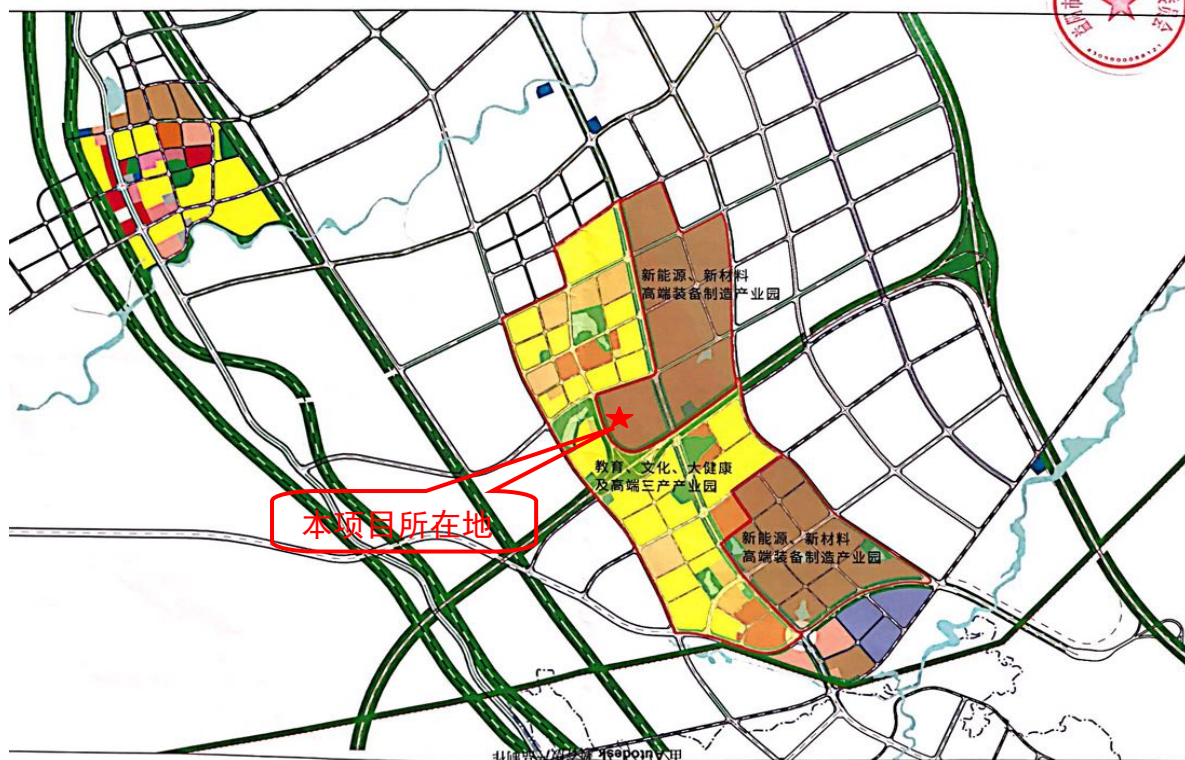 新能源、新材料
高端装备制造产业园
教育、文化、大健康
及高端三产产业园
本项目所在地
新能源、新材料
高端装备制造产业园